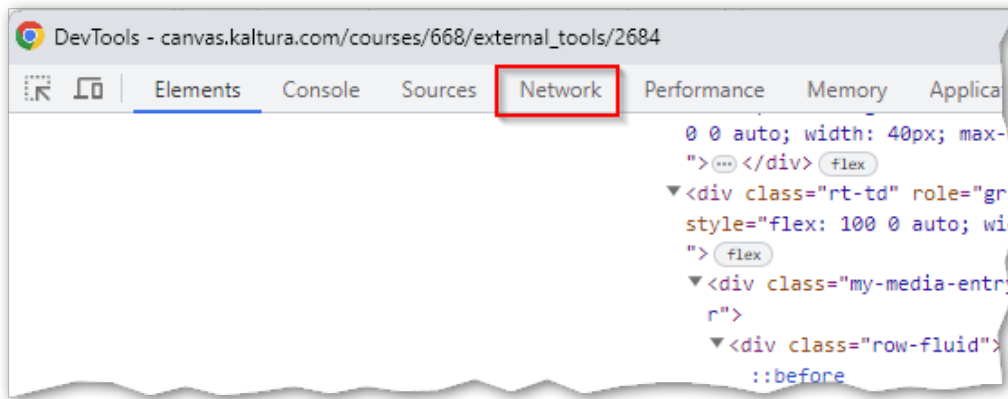 DevTools - canvas.kaltura.com/courses/668/external_tools/2684
Elements Console Sources Network Performance Memory Applica
0 0 auto; width: 40px; max-
"> ⋯ </div> flex
▼<div class="rt-td" role="gr
style="flex: 100 0 auto; wi
"> flex
▼<div class="my-media-entry
r">
▼<div class="row-fluid">
::before